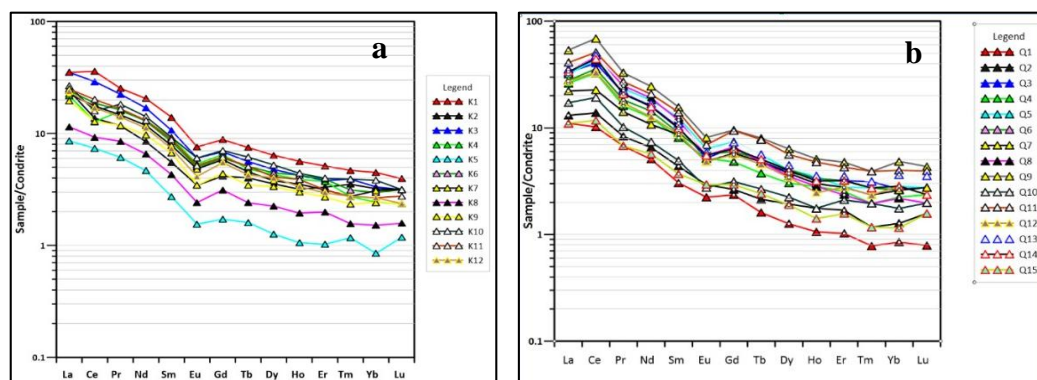 a
100
10
1
0.1
Sample/Condrite
La Ce Pr Nd Sm Eu Gd Tb Dy Ho Er Tm Yb Lu
Legend
K1
K2
K3
K4
K5
K6
K7
K8
K9
K10
K11
K12
b
100
10
1
0.1
Sample/Condrite
La Ce Pr Nd Sm Eu Gd Tb Dy Ho Er Tm Yb Lu
Legend
Q1
Q2
Q3
Q4
Q5
Q6
Q7
Q8
Q9
Q10
Q11
Q12
Q13
Q14
Q15